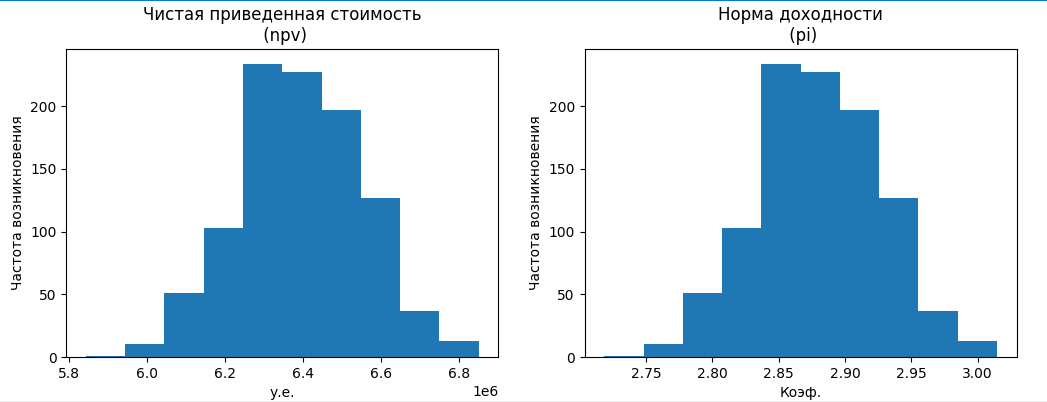 Чистая приведенная стоимость
(npv)
Частота возникновения
200
150
100
50
0
5.8 6.0 6.2 6.4 6.6 6.8
1e6
у.е.
Норма доходности
(pi)
Частота возникновения
200
150
100
50
0
2.75 2.80 2.85 2.90 2.95 3.00
Коэф.